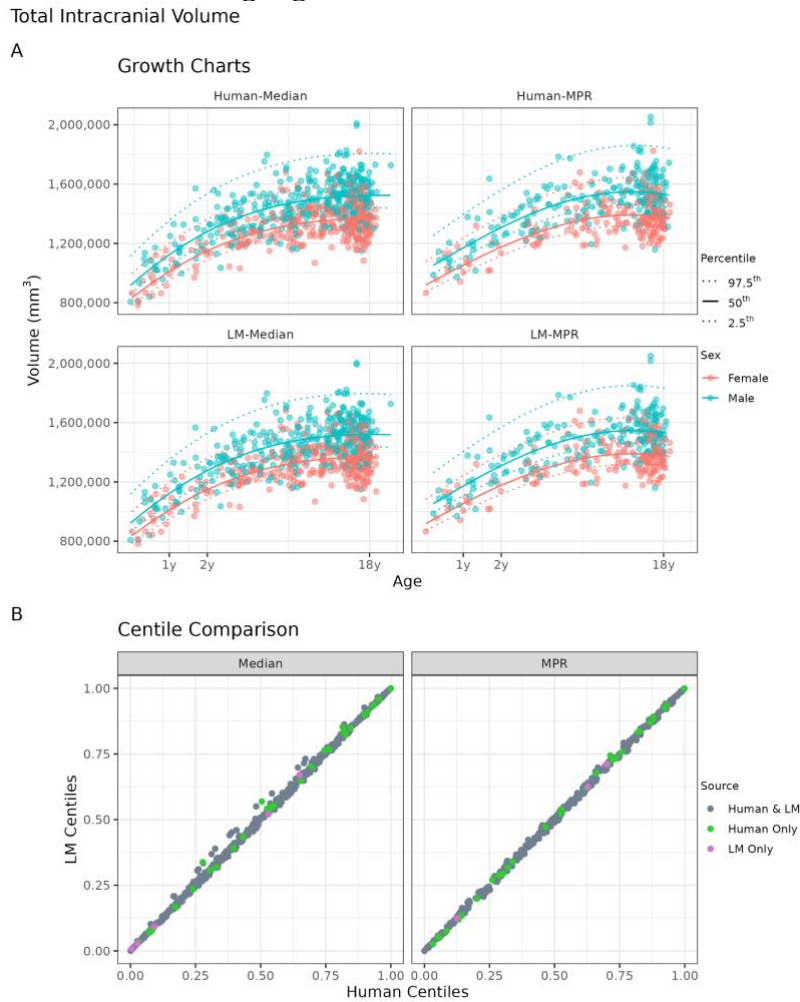 Total Intracranial Volume
A
Growth Charts
Human-Median
Human-MPR
2,000,000
1,600,000
1,200,000
800,000
Volume (mm³)
LM-Median
LM-MPR
2,000,000
1,600,000
1,200,000
800,000
1y 2y 18y
1y 2y 18y
Age
Percentile
97.5th
50th
2.5th
Sex
Female
Male
B
Centile Comparison
Median
MPR
1.00
0.75
0.50
0.25
0.00
LM Centiles
0.00 0.25 0.50 0.75 1.00
0.00 0.25 0.50 0.75 1.00
Human Centiles
Source
Human & LM
Human Only
LM Only